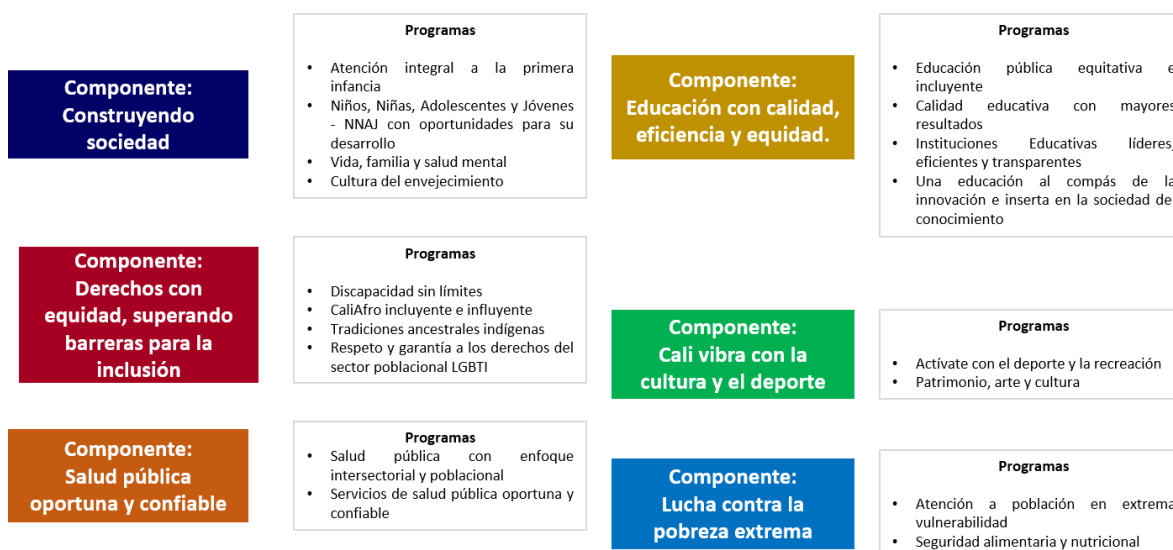 Componente:
Construyendo
sociedad
Programas
• Atención integral a la primera
infancia
• Niños, Niñas, Adolescentes y Jóvenes
- NNAJ con oportunidades para su
desarrollo
• Vida, familia y salud mental
• Cultura del envejecimiento
Componente:
Educación con calidad,
eficiencia y equidad.
Programas
• Educación pública equitativa e
incluyente
• Calidad educativa con mayores
resultados
• Instituciones Educativas líderes,
eficientes y transparentes
• Una educación al compás de la
innovación e inserta en la sociedad de
conocimiento
Componente:
Derechos con
equidad, superando
barreras para la
inclusión
Programas
• Discapacidad sin límites
• CaliAfro incluyente e influyente
• Tradiciones ancestrales indígenas
• Respeto y garantía a los derechos del
sector poblacional LGBTI
Componente:
Cali vibra con la
cultura y el deporte
Programas
• Actívate con el deporte y la recreación
• Patrimonio, arte y cultura
Componente:
Salud pública
oportuna y confiable
Programas
• Salud pública con enfoque
intersectorial y poblacional
• Servicios de salud pública oportuna y
confiable
Componente:
Lucha contra la
pobreza extrema
Programas
• Atención a población en extrema
vulnerabilidad
• Seguridad alimentaria y nutricional